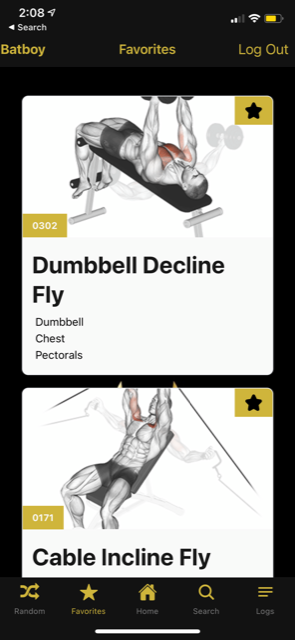 2:08
Search
Batboy Favorites Log Out
0302
Dumbbell Decline
Fly
Dumbbell
Chest
Pectorals
0171
Cable Incline Fly
Random Favorites Home Search Logs